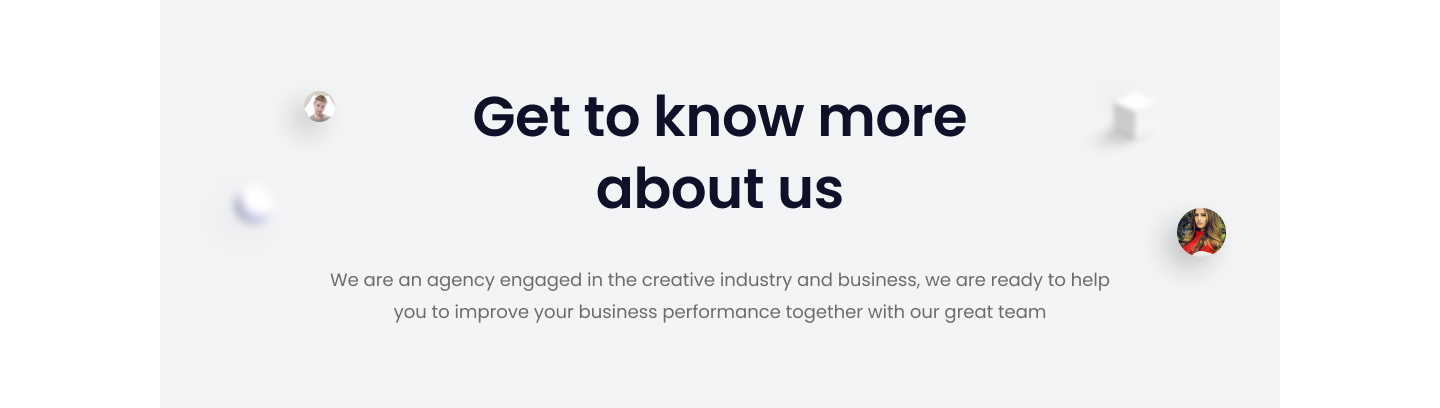 Get to know more
about us
We are an agency engaged in the creative industry and business, we are ready to help
you to improve your business performance together with our great team